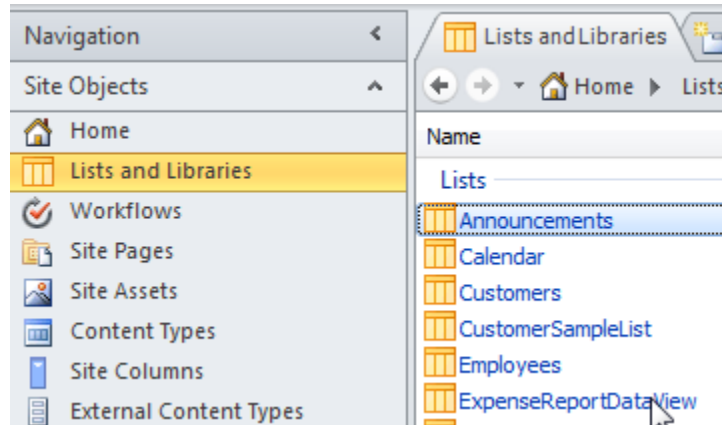 Navigation
Site Objects
Home
Lists and Libraries
Workflows
Site Pages
Site Assets
Content Types
Site Columns
External Content Types
Lists and Libraries
Home
Lists
Name
Lists
Announcements
Calendar
Customers
CustomerSampleList
Employees
ExpenseReportDataView